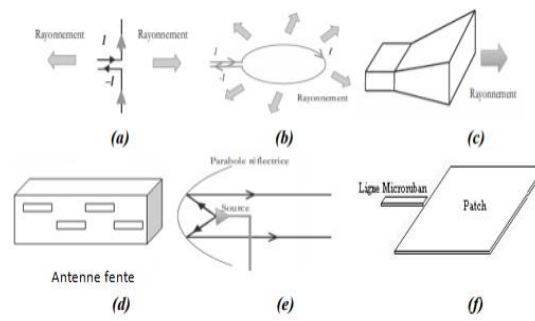 Rayonnement I Rayonnement
-I
(a)
I I
-I
Rayonnement
(b)
Rayonnement
(c)
Antenne fente
(d)
Parabole réflectrice
Source
(e)
Ligne Microruban
Patch
(f)